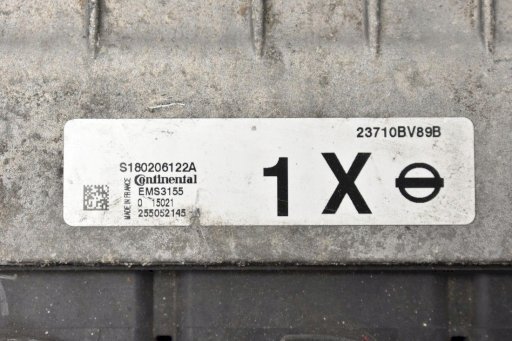 23710BV89B
S180206122A
Continental
EMS3155
0 15021
255052145
MADE IN FRANCE
1 X